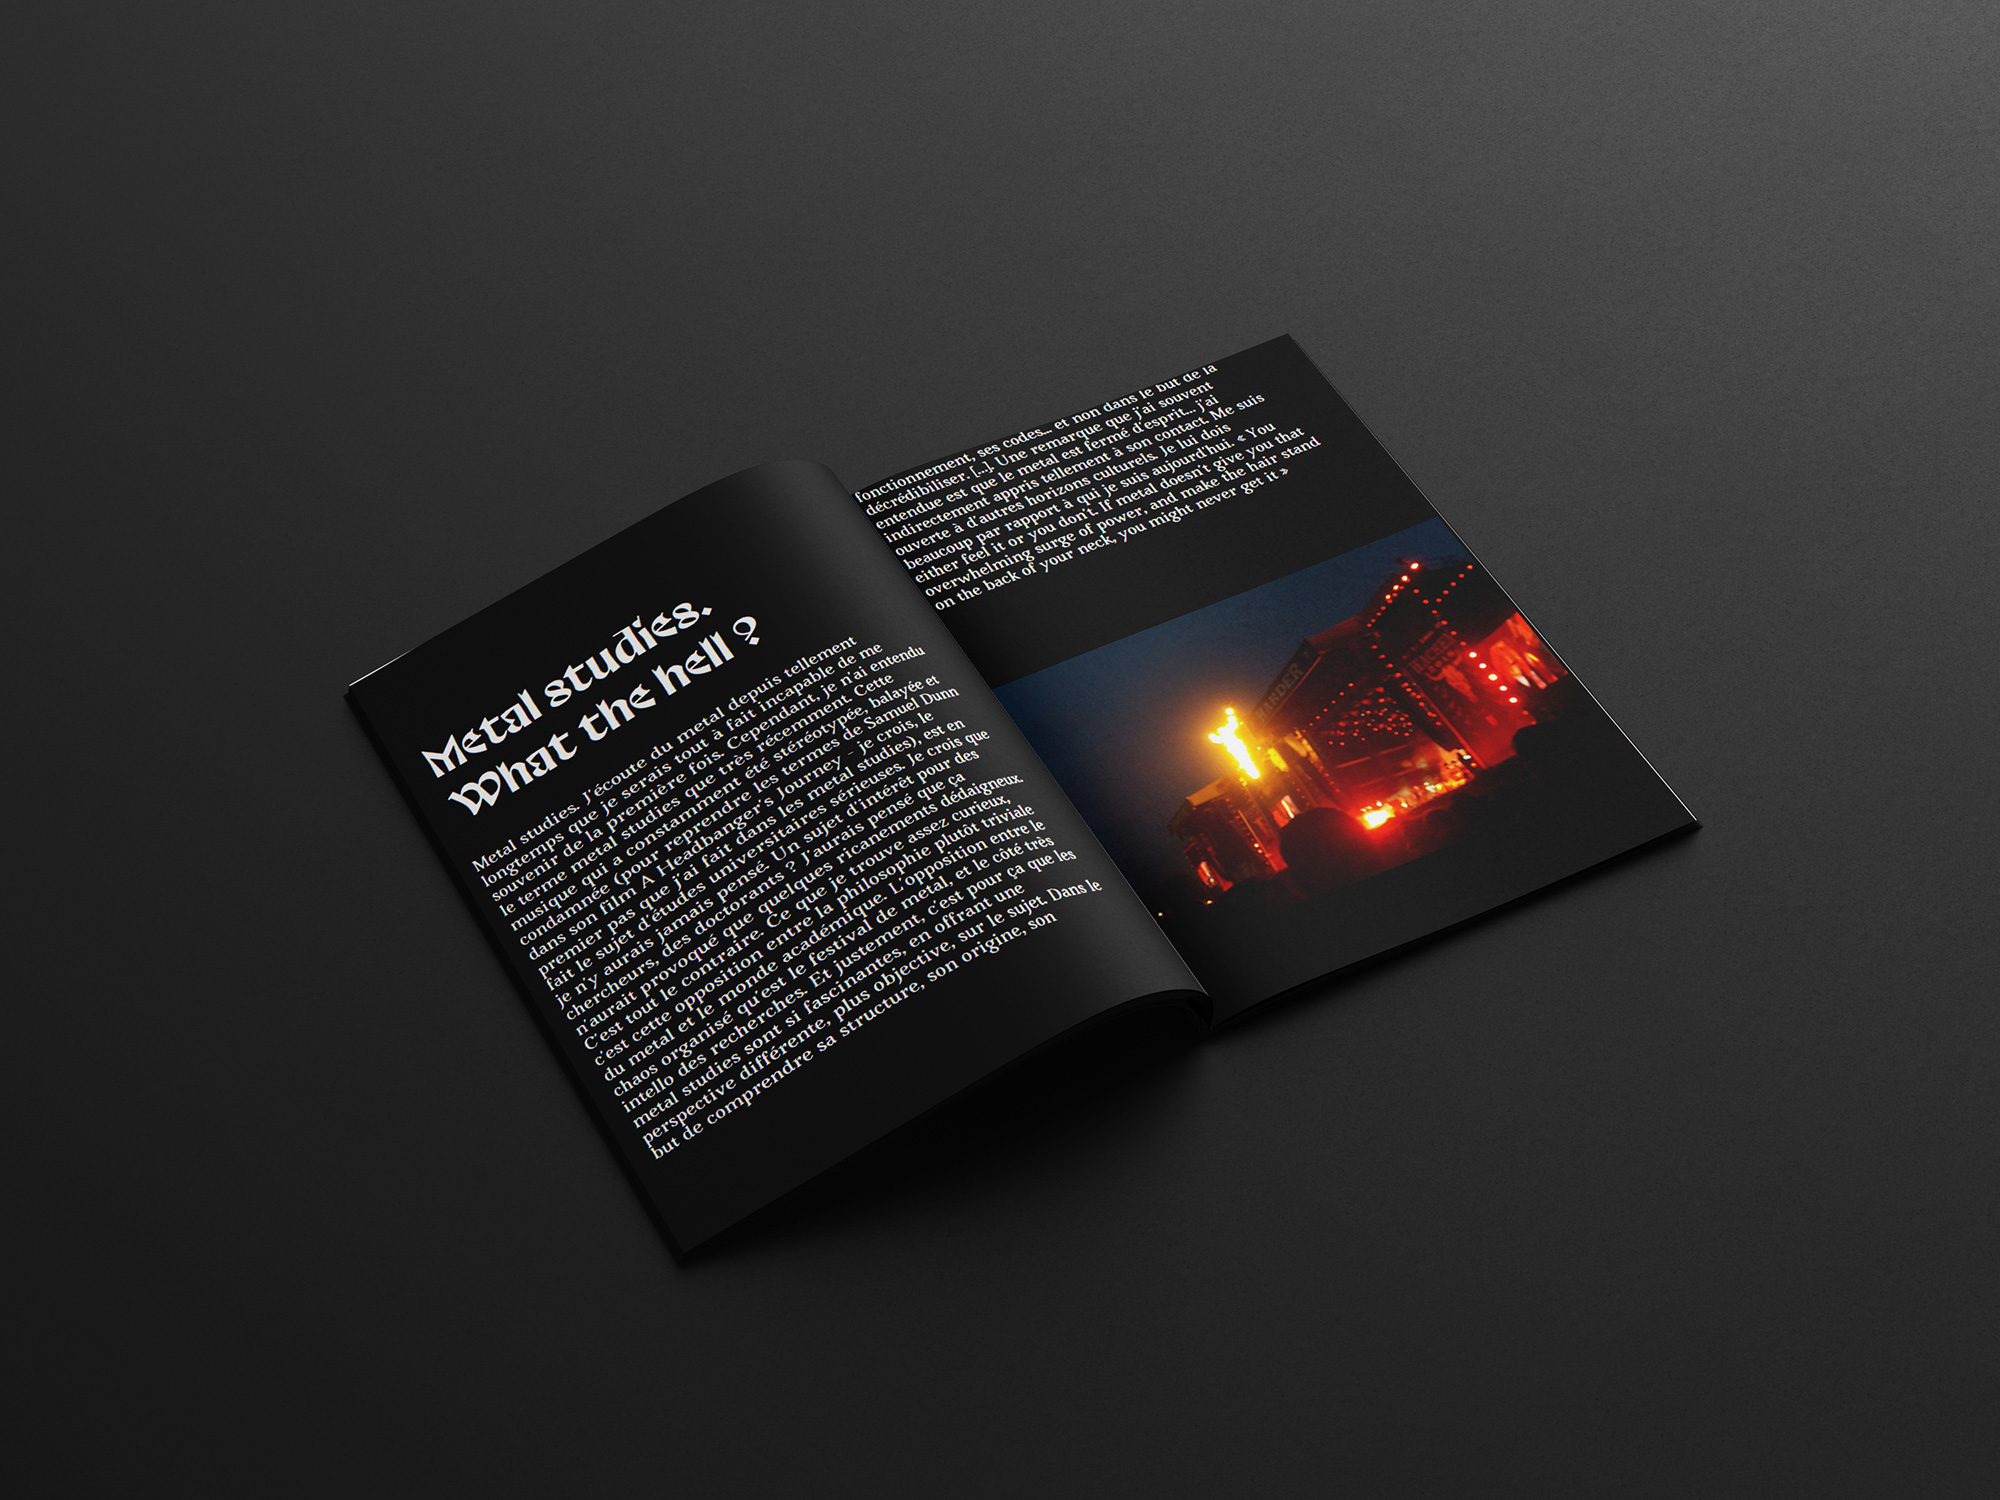 Metal studies.
What the hell ?
Metal studies. J'écoute du metal depuis tellement
longtemps que je serais tout à fait incapable de me
souvenir de la première fois. Cependant, je n'ai entendu
le terme metal studies que très récemment. Cette
musique qui a constamment été stéréotypée, balayée et
condamnée (pour reprendre les termes de Samuel Dunn
dans son film A Headbanger's Journey - je crois, le
premier pas que j'ai fait dans les metal studies), est en
fait le sujet d'études universitaires sérieuses. Je crois que
je n'y aurais jamais pensé. Un sujet d'intérêt pour des
chercheurs, des doctorants ? J'aurais pensé que ça
n'aurait provoqué que quelques ricanements dédaigneux.
C'est tout le contraire. Ce que je trouve assez curieux,
c'est cette opposition entre la philosophie plutôt triviale
du metal et le monde académique. L'opposition entre le
chaos organisé qu'est le festival de metal, et le côté très
intello des recherches. Et justement, c'est pour ça que les
metal studies sont si fascinantes, en offrant une
perspective différente, plus objective, sur le sujet. Dans le
but de comprendre sa structure, son origine, son
fonctionnement, ses codes... et non dans le but de la
décrédibiliser. [...]. Une remarque que j'ai souvent
entendue est que le metal est fermé d'esprit... j'ai
indirectement appris tellement à son contact. Me suis
ouverte à d'autres horizons culturels. Je lui dois
beaucoup par rapport à qui je suis aujourd'hui. « You
either feel it or you don't. If metal doesn't give you that
overwhelming surge of power, and make the hair stand
on the back of your neck, you might never get it »
HARDER